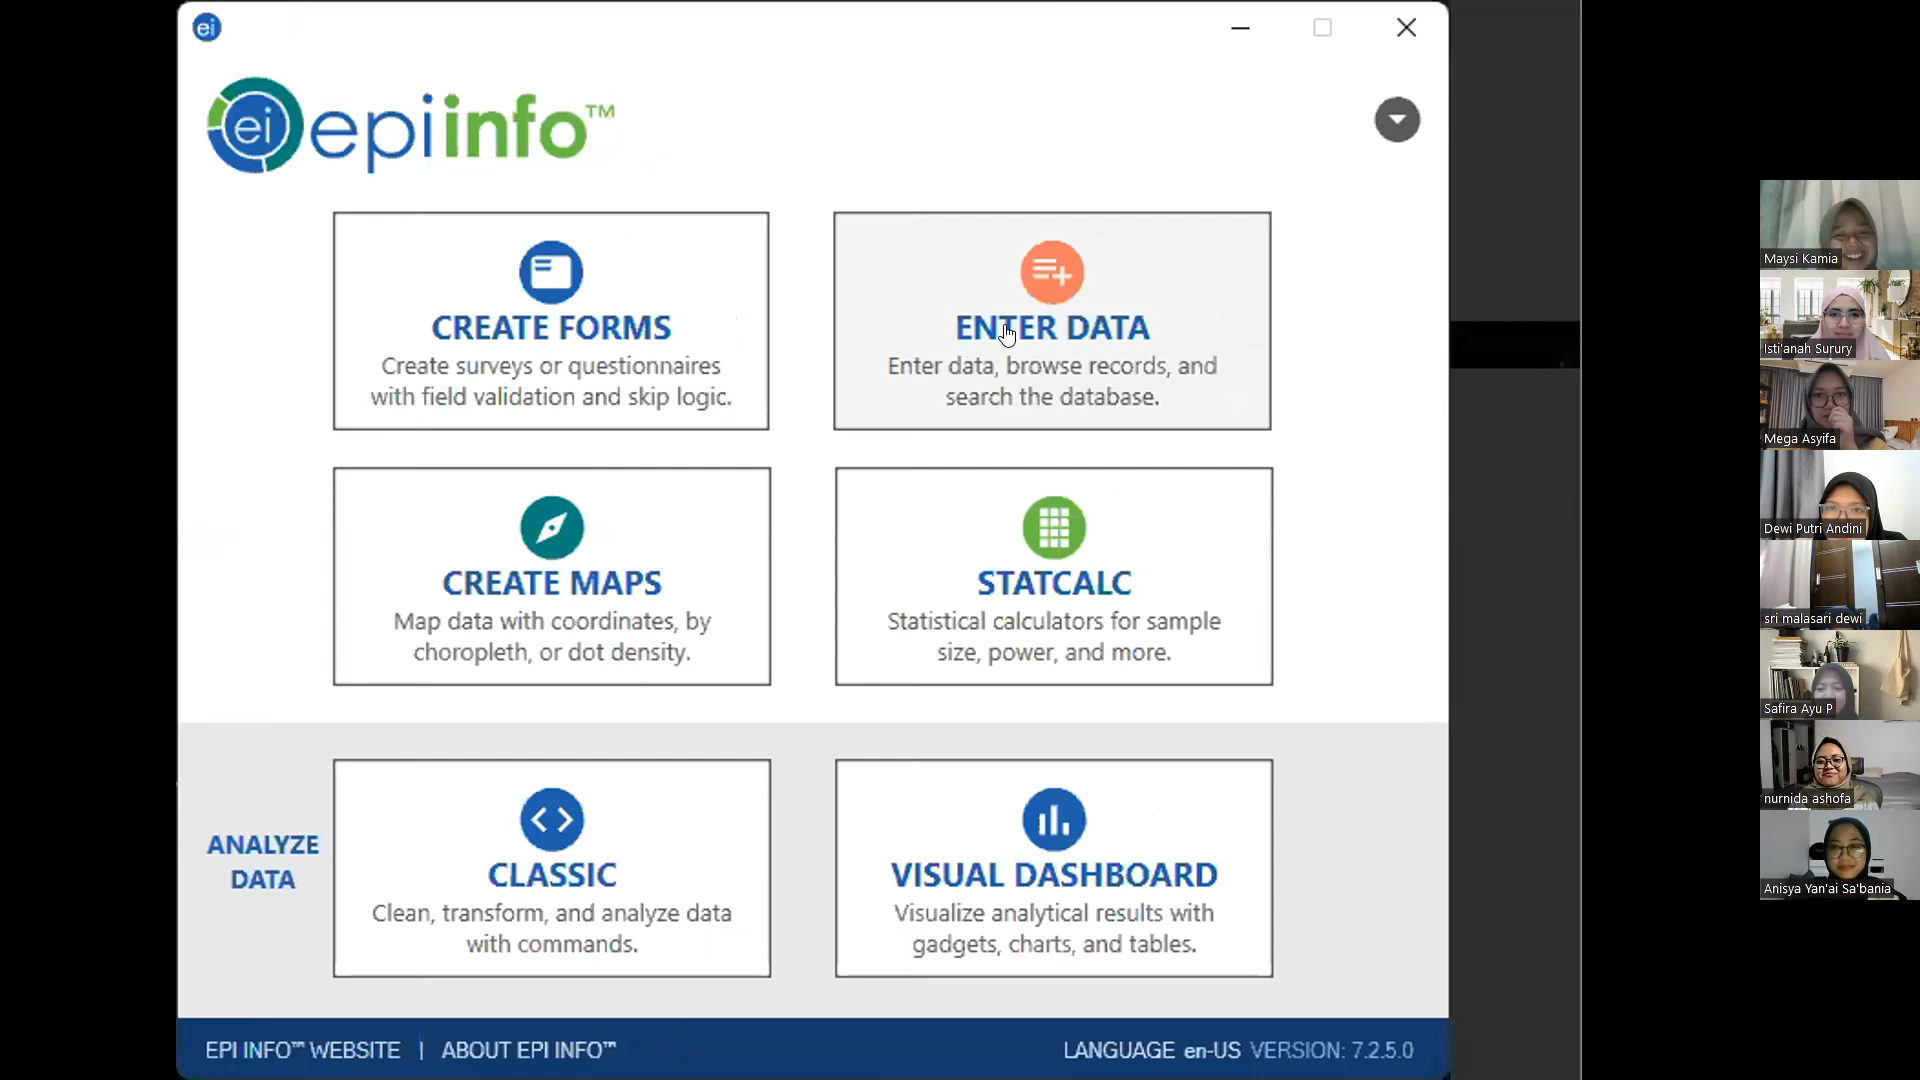 ei
ei epi info™
CREATE FORMS
Create surveys or questionnaires
with field validation and skip logic.
ENTER DATA
Enter data, browse records, and
search the database.
CREATE MAPS
Map data with coordinates, by
choropleth, or dot density.
STATCALC
Statistical calculators for sample
size, power, and more.
ANALYZE
DATA
CLASSIC
Clean, transform, and analyze data
with commands.
VISUAL DASHBOARD
Visualize analytical results with
gadgets, charts, and tables.
EPI INFO™ WEBSITE | ABOUT EPI INFO™
LANGUAGE en-US VERSION: 7.2.5.0
Maysi Kamia
Isti'anah Surury
Mega Asyifa
Dewi Putri Andini
sri malasari dewi
Safira Ayu P
nurnida ashofa
Anisya Yan'ai Sa'bania